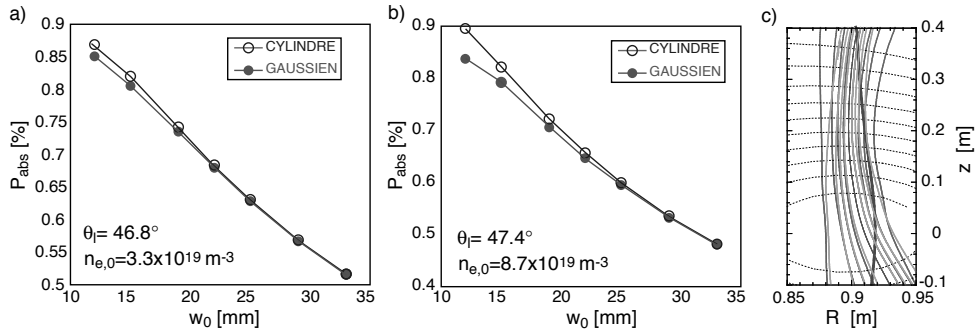 a)
0.9
0.85
0.8
0.75
0.7
0.65
0.6
0.55
0.5
P_abs [%]
CYLINDRE
GAUSSIEN
θ_l= 46.8°
n_e,0=3.3x10^19 m^-3
10 15 20 25 30 35
w_0 [mm]
b)
0.9
0.8
0.7
0.6
0.5
0.4
P_abs [%]
CYLINDRE
GAUSSIEN
θ_l= 47.4°
n_e,0=8.7x10^19 m^-3
10 15 20 25 30 35
w_0 [mm]
c)
0.4
0.3
0.2
0.1
0
-0.1
z [m]
0.85 0.9 0.95
R [m]